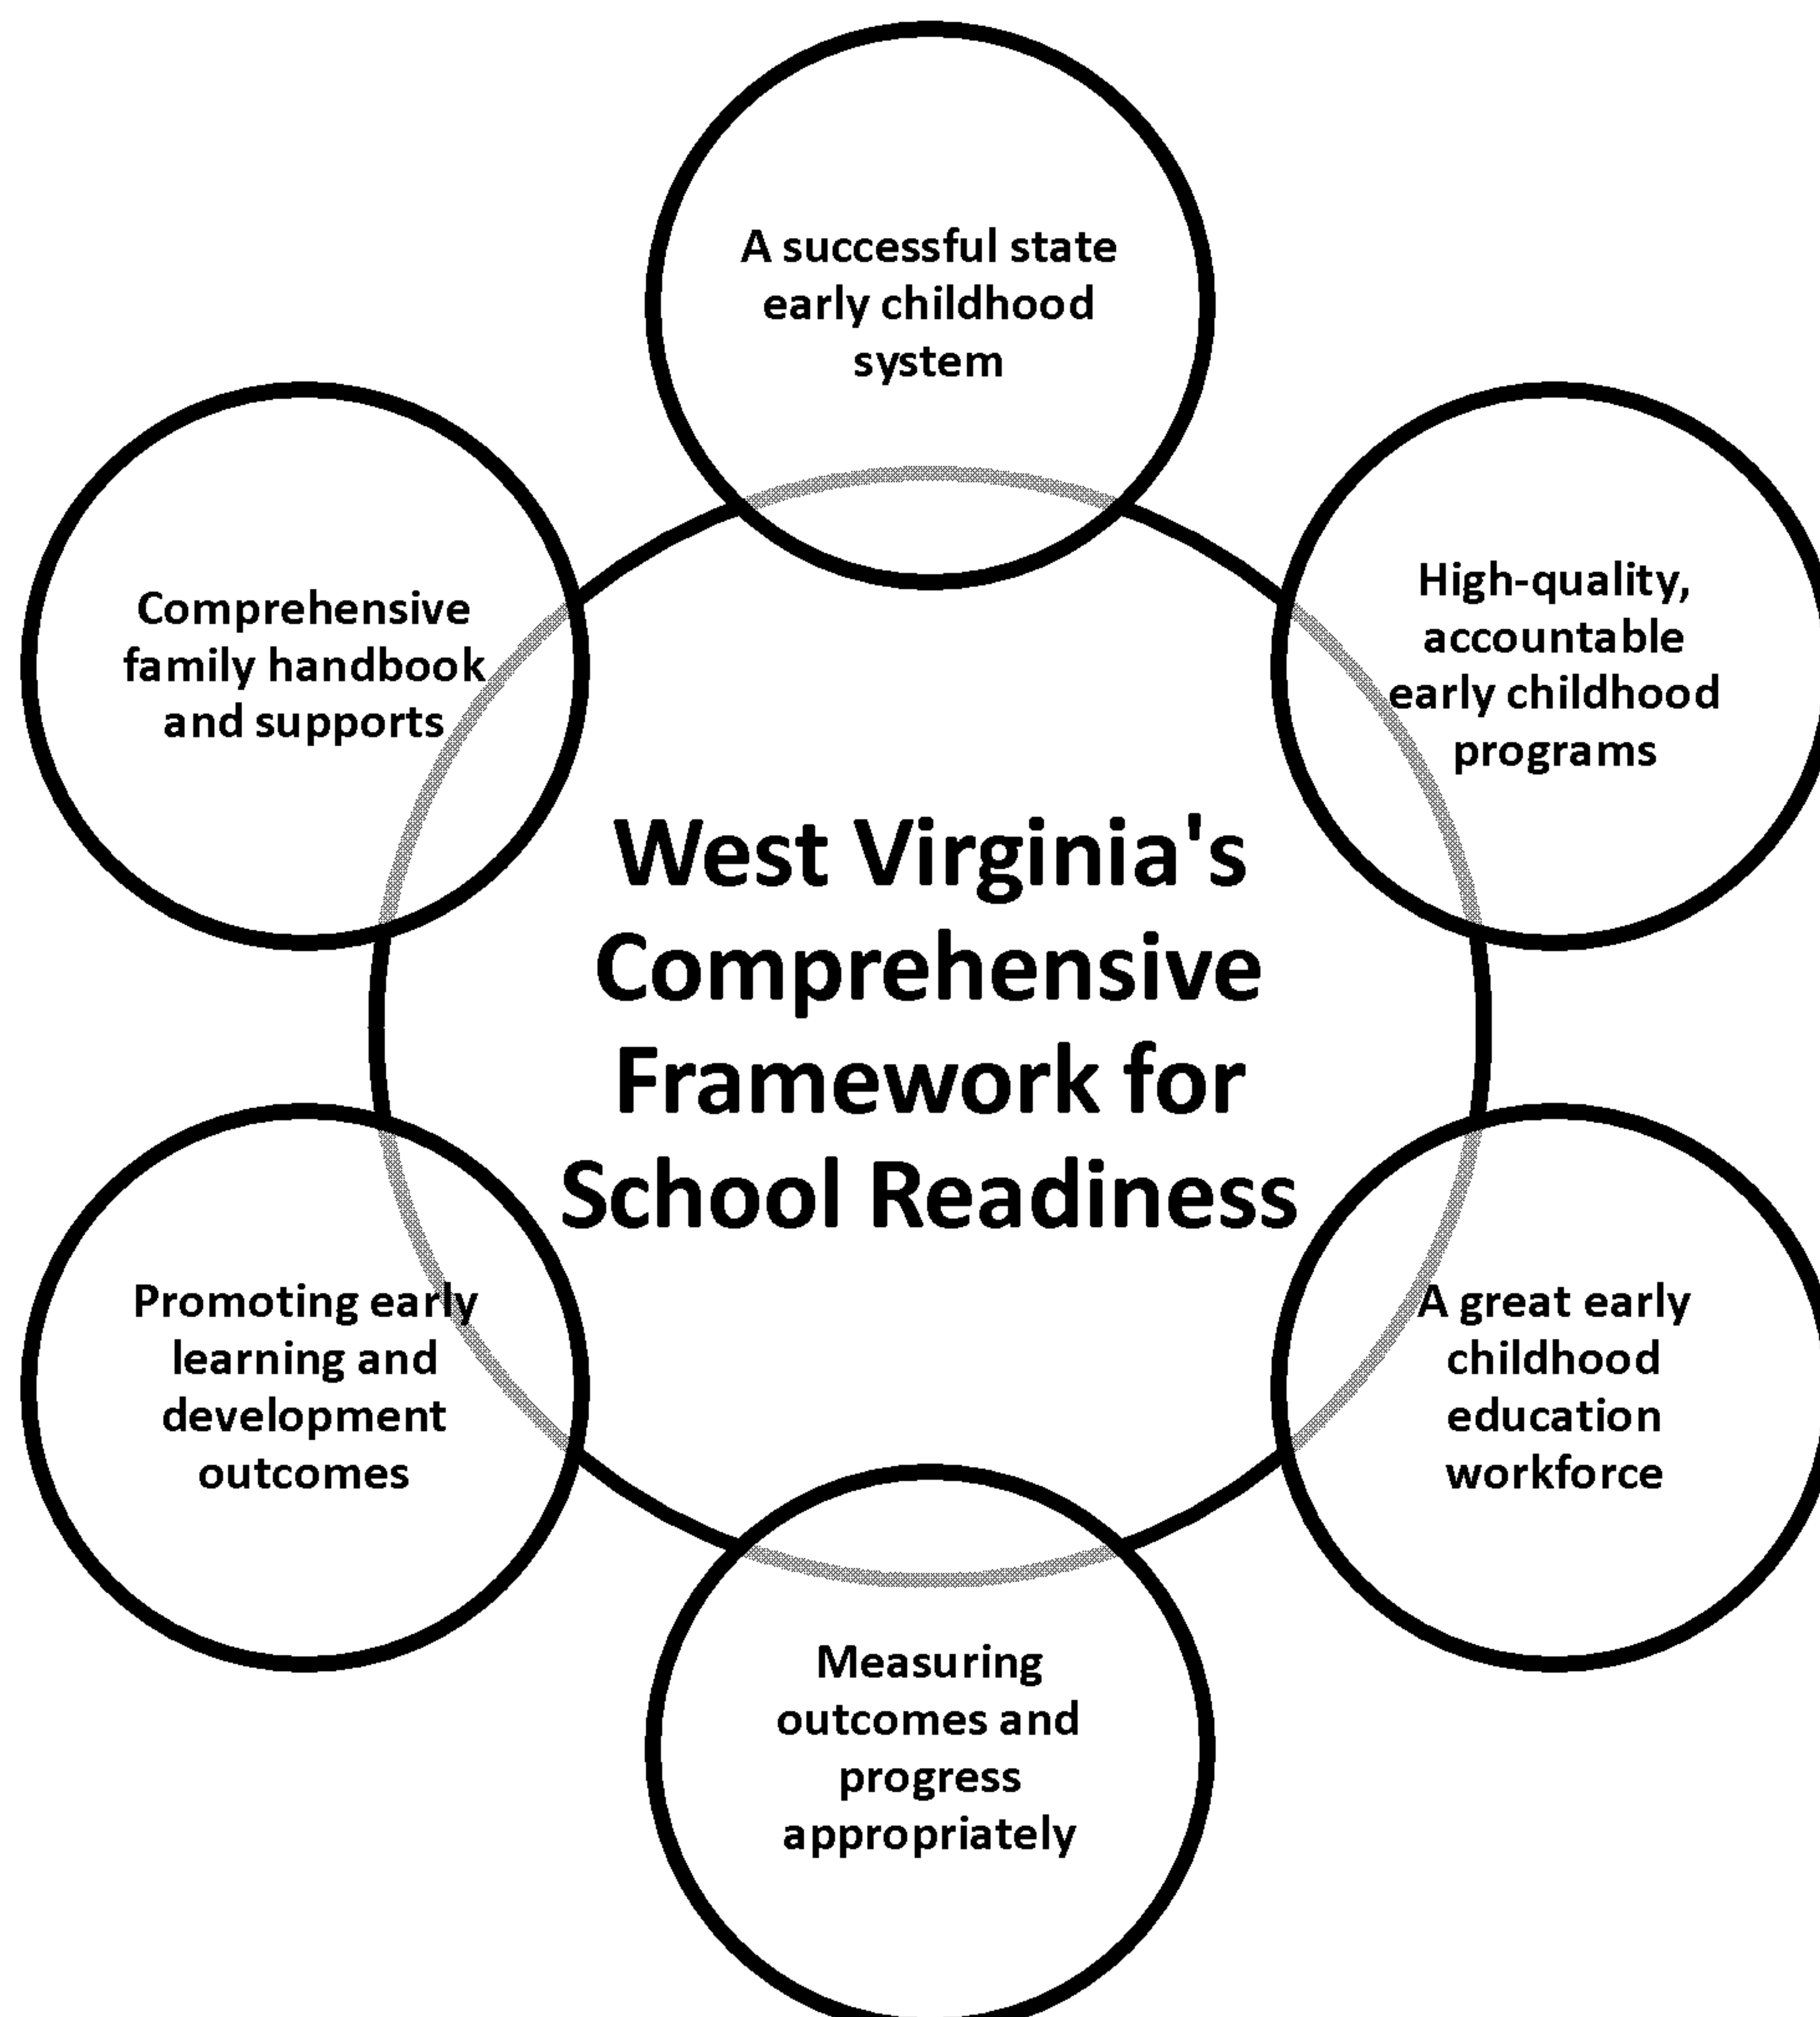 A successful state
early childhood
system
High-quality,
accountable
early childhood
programs
Comprehensive
family handbook
and supports
West Virginia's
Comprehensive
Framework for
School Readiness
Promoting early
learning and
development
outcomes
A great early
childhood
education
workforce
Measuring
outcomes and
progress
appropriately